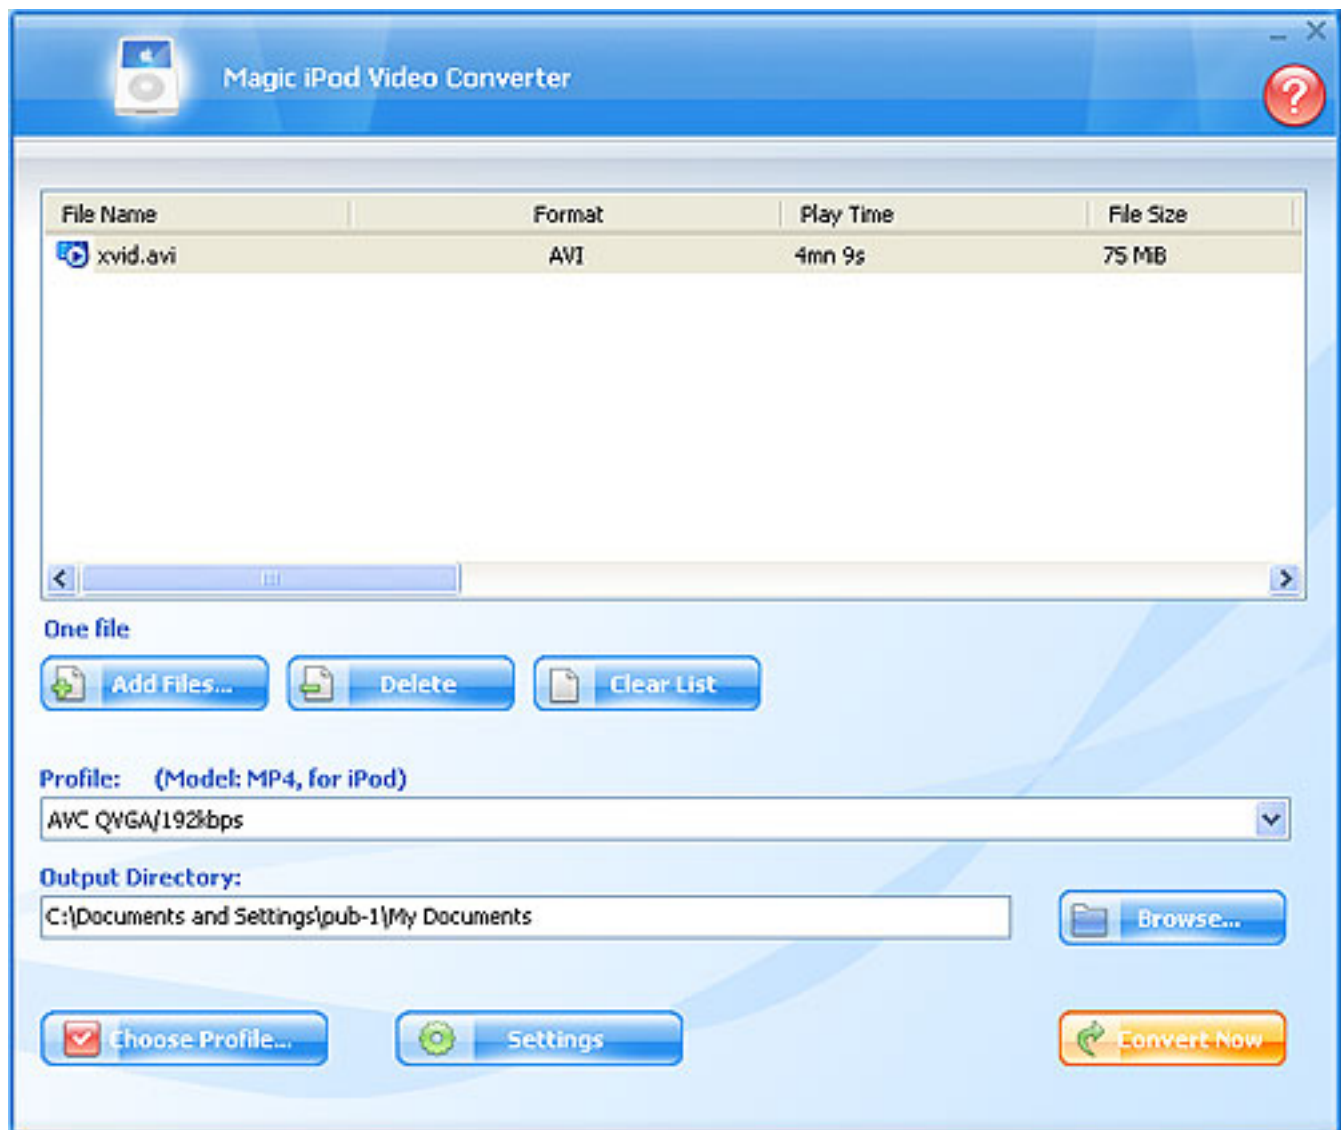 Magic iPod Video Converter
File Name Format Play Time File Size
xvid.avi AVI 4mn 9s 75 MiB
One file
Add Files... Delete Clear List
Profile: (Model: MP4, for iPod)
AVC QVGA/192kbps
Output Directory:
C:\Documents and Settings\pub-1\My Documents
Browse...
Choose Profile... Settings Convert Now